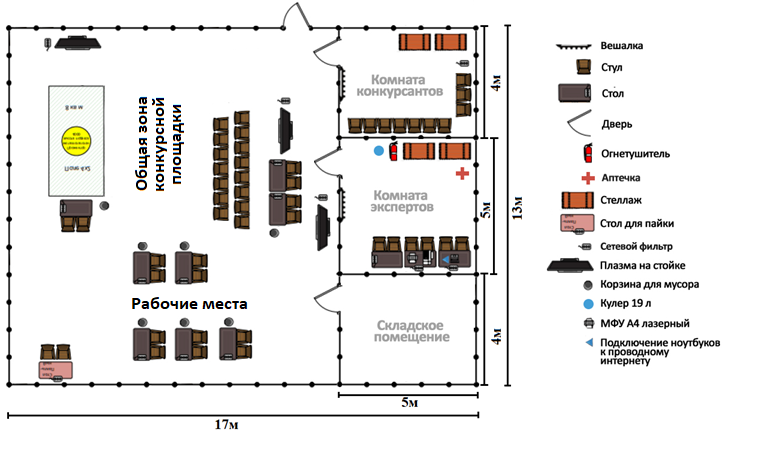 Общая зона
конкурсной
площадки
Комната
конкурсантов
Комната
экспертов
Рабочие места
Складское
помещение
4м
5м
4м
13м
5м
17м
Вешалка
Стул
Стол
Дверь
Огнетушитель
Аптечка
Стеллаж
Стол для пайки
Сетевой фильтр
Плазма на стойке
Корзина для мусора
Кулер 19 л
МФУ А4 лазерный
Подключение ноутбуков
к проводному
интернету